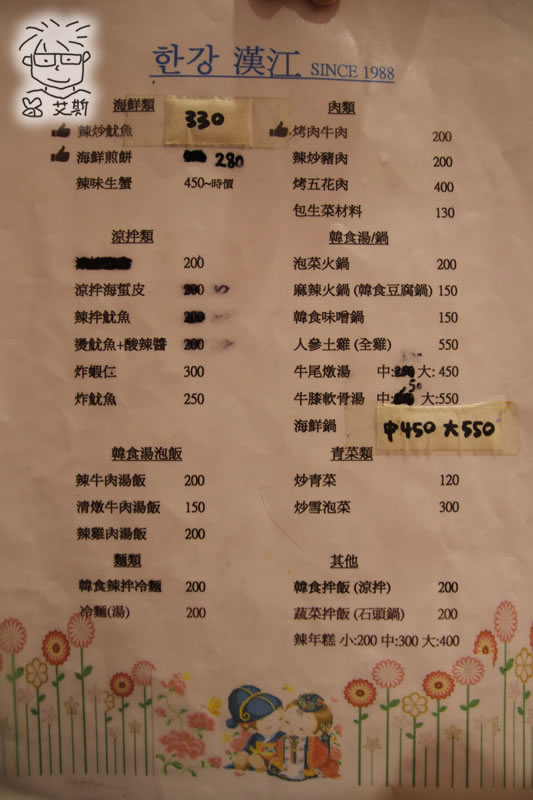 艾斯
한강 漢江 SINCE 1988
海鮮類
辣炒魷魚 330
海鮮煎餅 280
辣味生蟹 450~時價
涼拌類
200
涼拌海蜇皮
辣拌魷魚
燙魷魚+酸辣醬
炸蝦仁 300
炸魷魚 250
韓食湯泡飯
辣牛肉湯飯 200
清燉牛肉湯飯 150
辣雞肉湯飯 200
麵類
韓食辣拌冷麵 200
冷麵(湯) 200
肉類
烤肉牛肉 200
辣炒豬肉 200
烤五花肉 400
包生菜材料 130
韓食湯/鍋
泡菜火鍋 200
麻辣火鍋 (韓食豆腐鍋) 150
韓食味噌鍋 150
人參土雞 (全雞) 550
牛尾燉湯 中: 大: 450
牛膝軟骨湯 中: 大:550
海鮮鍋 中450 大550
青菜類
炒青菜 120
炒雪泡菜 300
其他
韓食拌飯 (涼拌) 200
蔬菜拌飯 (石頭鍋) 200
辣年糕 小:200 中:300 大:400